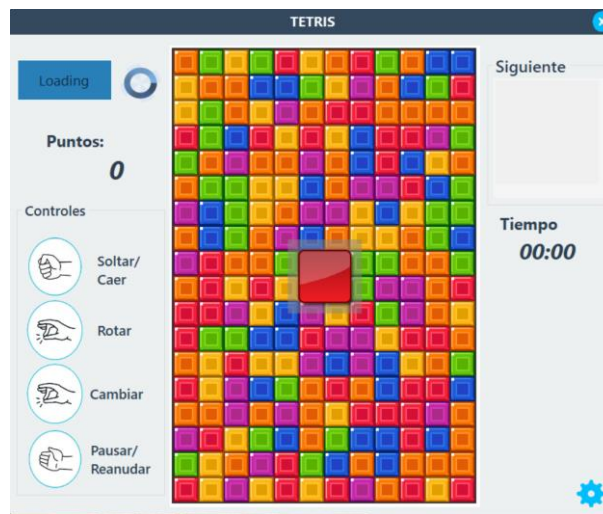 TETRIS
Loading
Puntos:
0
Controles
Soltar/
Caer
Rotar
Cambiar
Pausar/
Reanudar
Siguiente
Tiempo
00:00